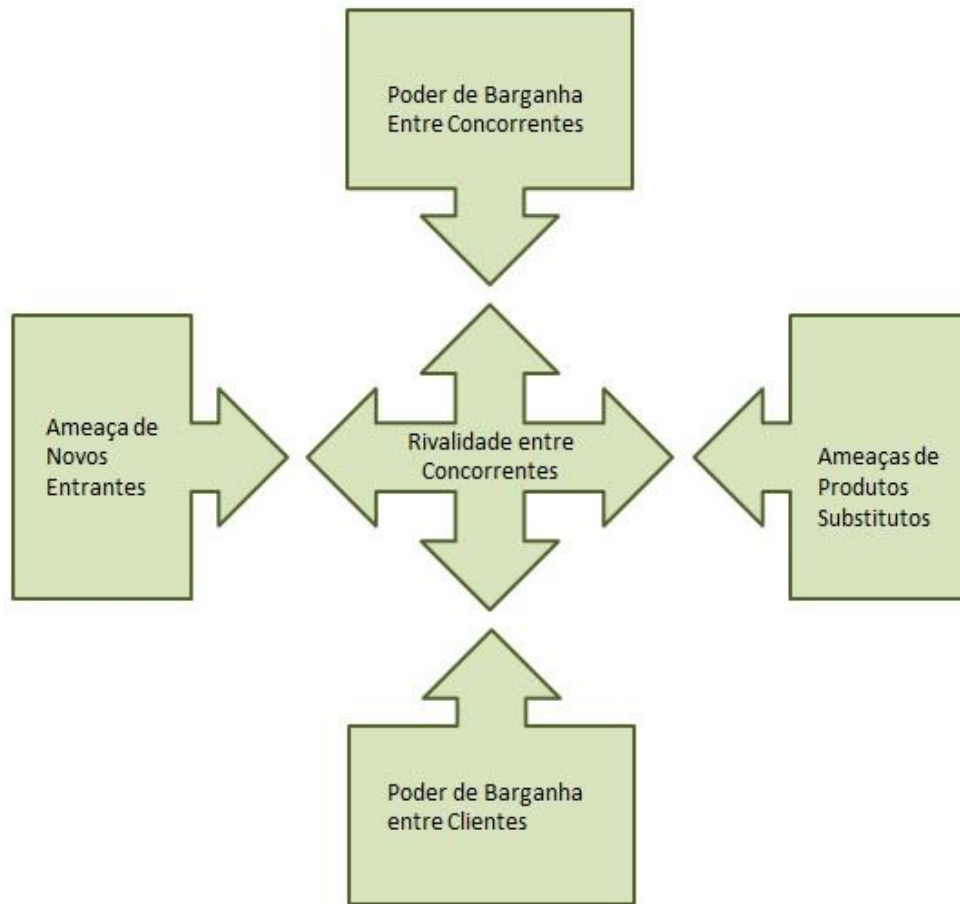 Poder de Barganha
Entre Concorrentes
Ameaça de
Novos
Entrantes
Rivalidade entre
Concorrentes
Ameaças de
Produtos
Substitutos
Poder de Barganha
entre Clientes